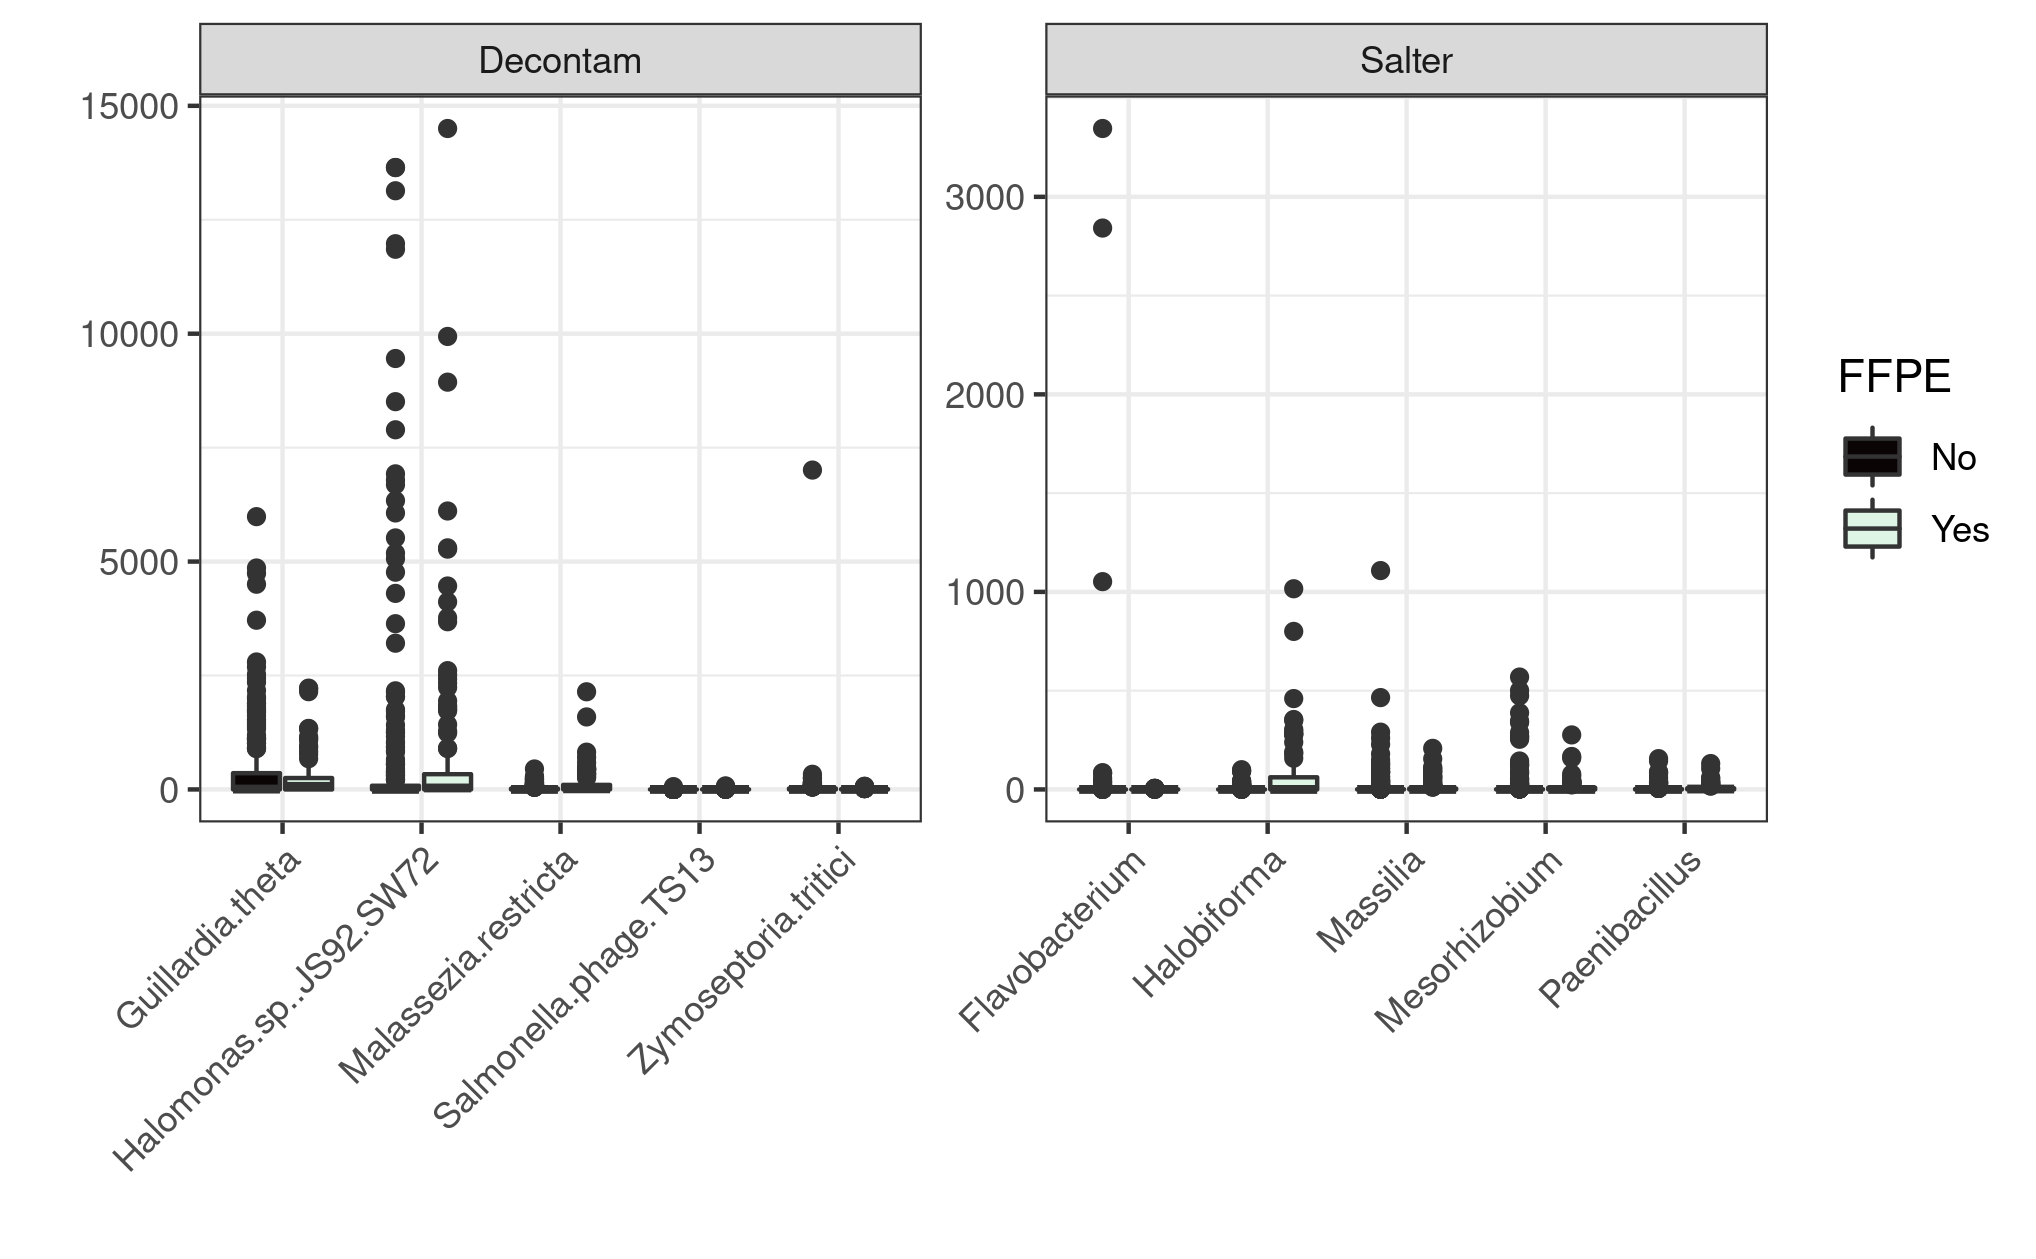 Decontam
Salter
15000
10000
5000
0
3000
2000
1000
0
Guillardia.theta
Halomonas.sp..JS92.SW72
Malassezia.restricta
Salmonella.phage.TS13
Zymoseptoria.tritici
Flavobacterium
Halobiforma
Massilia
Mesorhizobium
Paenibacillus
FFPE
No
Yes